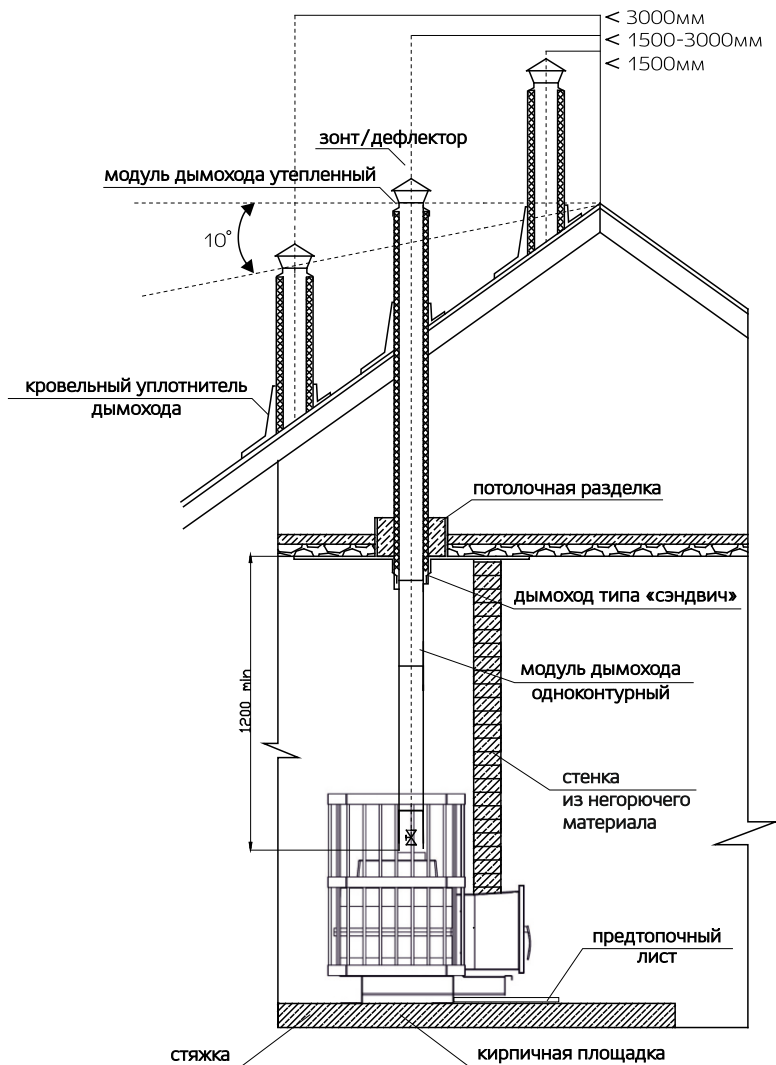 < 3000мм
< 1500-3000мм
< 1500мм
зонт/дефлектор
модуль дымохода утепленный
10°
кровельный уплотнитель
дымохода
потолочная разделка
дымоход типа «сэндвич»
модуль дымохода
одноконтурный
1200 min
стенка
из негорючего
материала
предтопочный
лист
стяжка
кирпичная площадка